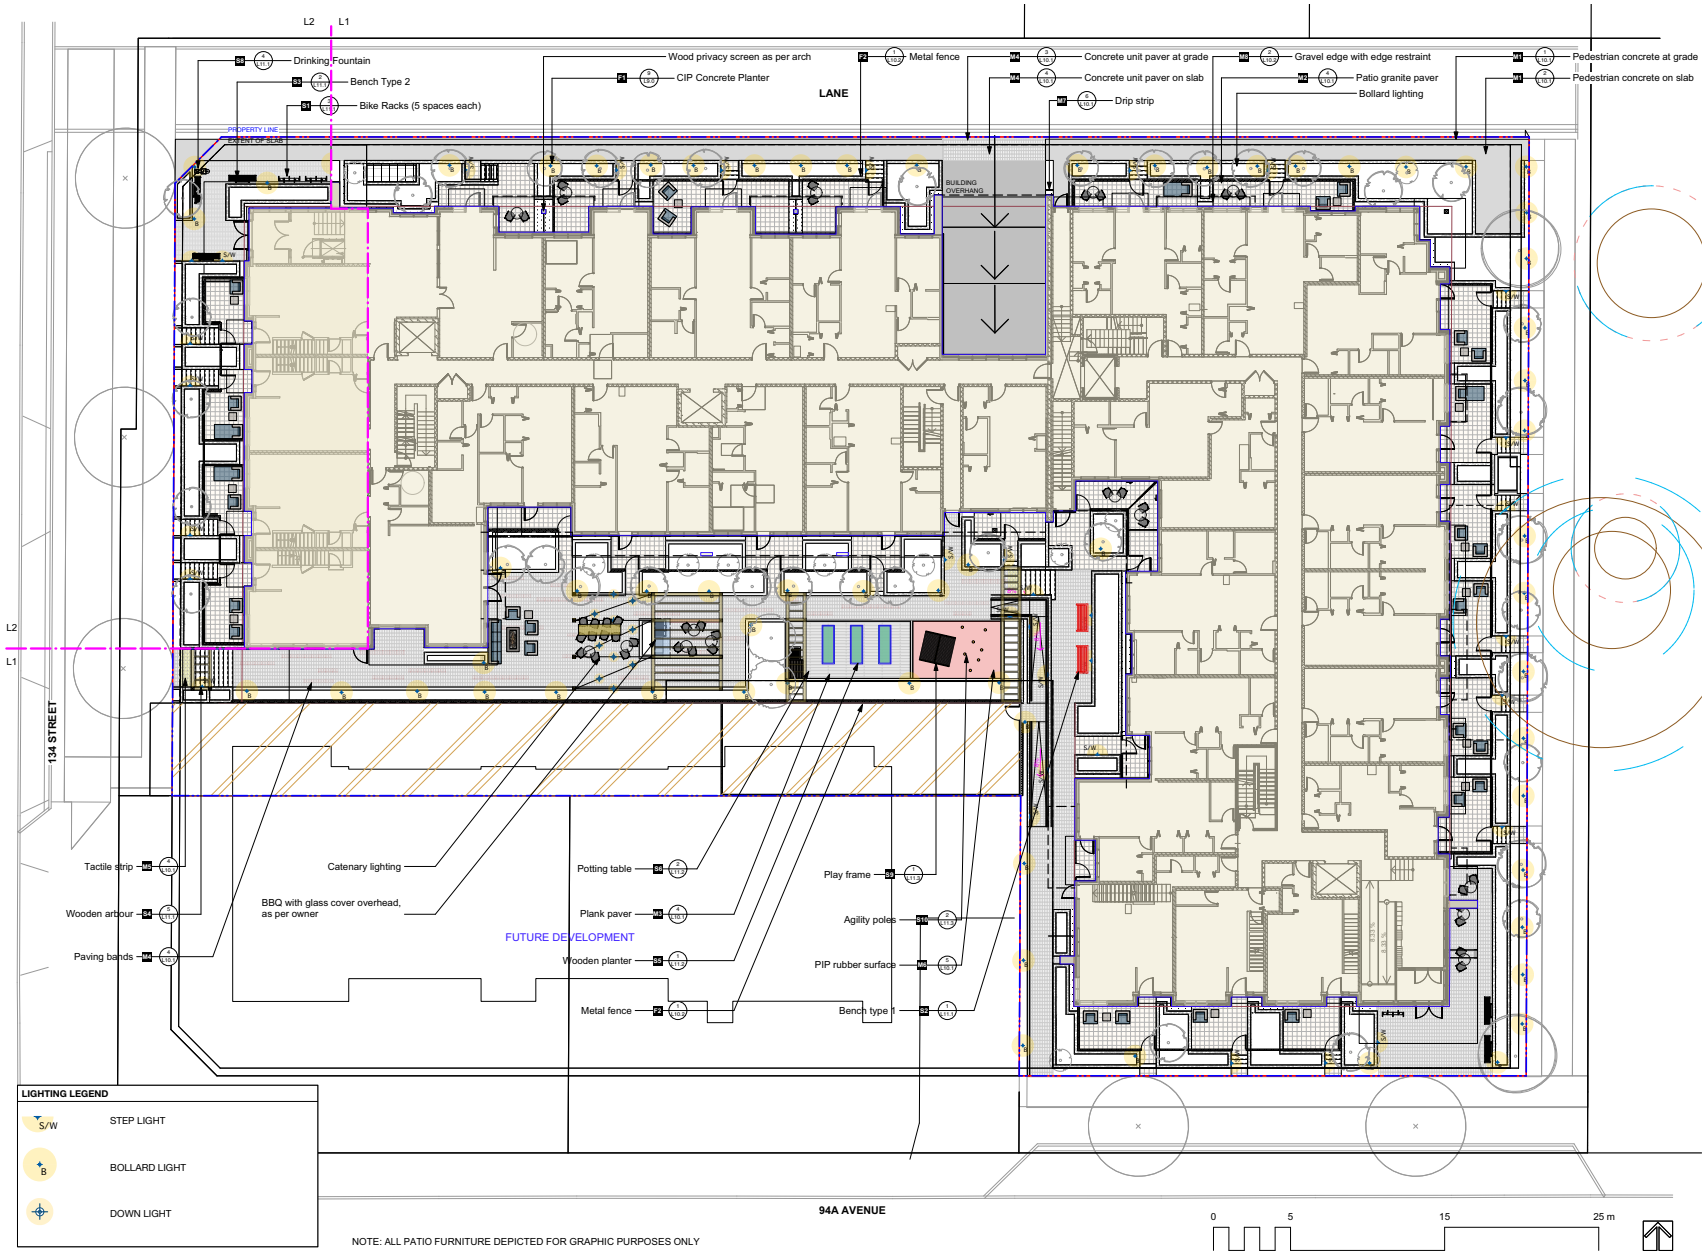 L2 L1
Drinking Fountain
Bench Type 2
Bike Racks (5 spaces each)
Wood privacy screen as per arch
CIP Concrete Planter
Metal fence
Concrete unit paver at grade
Concrete unit paver on slab
Drip strip
Gravel edge with edge restraint
Patio granite paver
Bollard lighting
Pedestrian concrete at grade
Pedestrian concrete on slab
LANE
PROPERTY LINE
EXTENT OF SLAB
BUILDING
OVERHANG
L2
L1
134 STREET
Tactile strip
Wooden arbour
Paving bands
Catenary lighting
BBQ with glass cover overhead,
as per owner
FUTURE DEVELOPMENT
Potting table
Plank paver
Wooden planter
Metal fence
Play frame
Agility poles
PIP rubber surface
Bench type 1
LIGHTING LEGEND
S/W STEP LIGHT
B BOLLARD LIGHT
DOWN LIGHT
NOTE: ALL PATIO FURNITURE DEPICTED FOR GRAPHIC PURPOSES ONLY
94A AVENUE
0 5 15 25 m